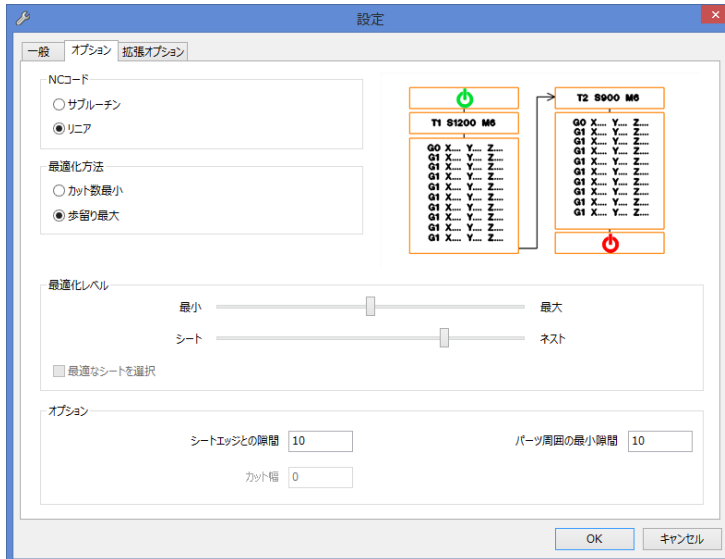 設定
一般 オプション 拡張オプション
NCコード
サブルーチン
リニア
最適化方法
カット数最小
歩留り最大
T1 S1200 M6
G0 X.... Y.... Z....
G1 X.... Y.... Z....
G1 X.... Y.... Z....
G1 X.... Y.... Z....
G1 X.... Y.... Z....
G1 X.... Y.... Z....
G1 X.... Y.... Z....
G1 X.... Y.... Z....
G1 X.... Y.... Z....
G1 X.... Y.... Z....
T2 S900 M6
G0 X.... Y.... Z....
G1 X.... Y.... Z....
G1 X.... Y.... Z....
G1 X.... Y.... Z....
G1 X.... Y.... Z....
G1 X.... Y.... Z....
G1 X.... Y.... Z....
G1 X.... Y.... Z....
G1 X.... Y.... Z....
G1 X.... Y.... Z....
最適化レベル
最小 最大
シート ネスト
最適なシートを選択
オプション
シートエッジとの隙間 10 パーツ周囲の最小隙間 10
カット幅 0
OK キャンセル